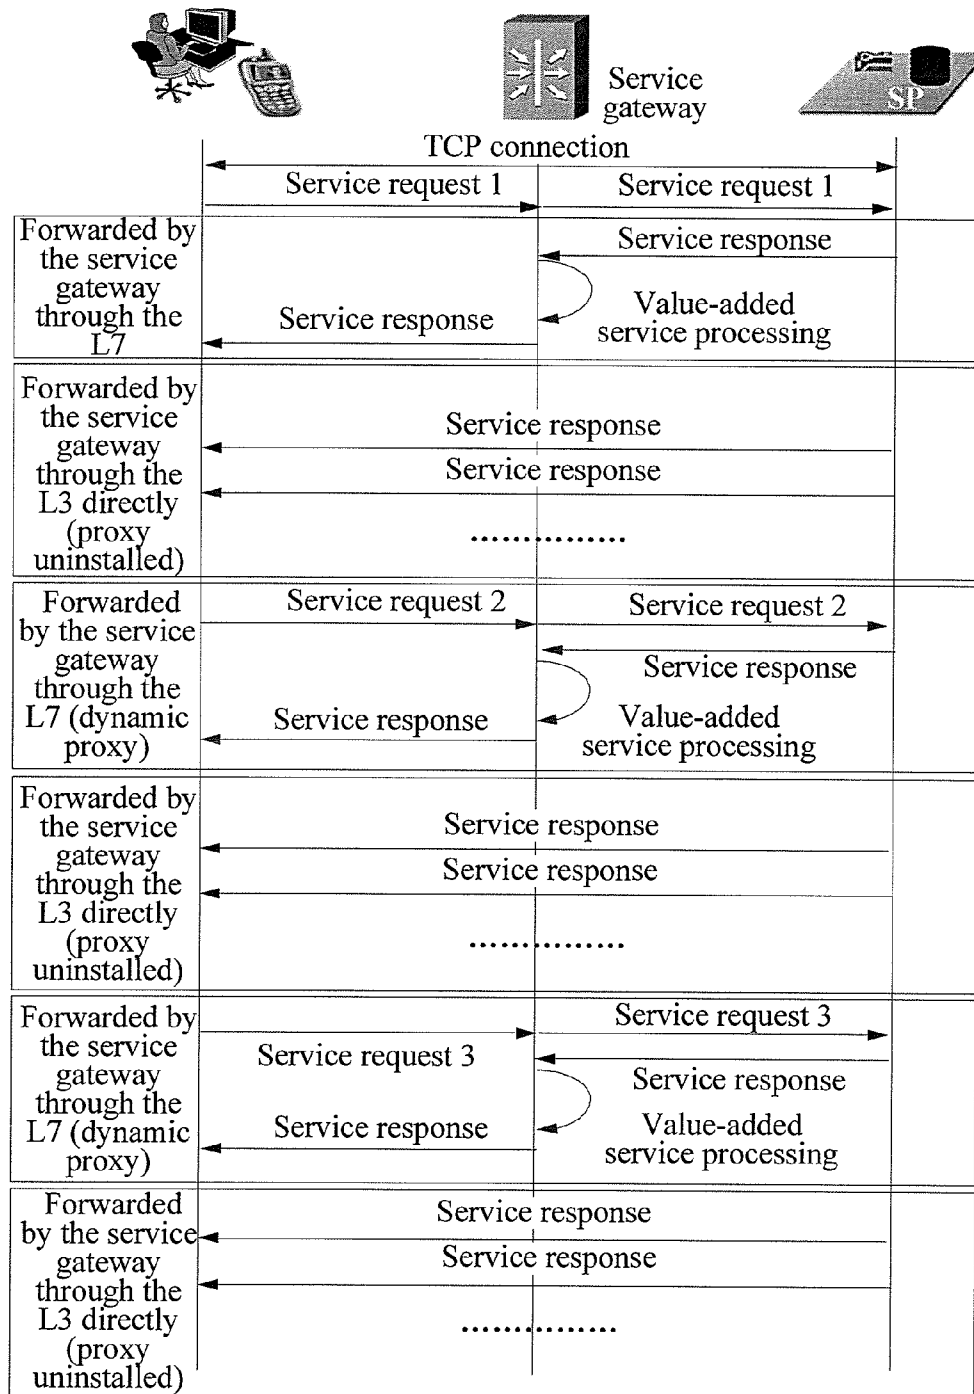 Service
gateway
SP
TCP connection
Service request 1
Service request 1
Forwarded by
the service
gateway
through the
L7
Service response
Value-added
service processing
Service response
Forwarded by
the service
gateway
through the
L3 directly
(proxy
uninstalled)
Service response
Service response
...............
Forwarded
by the service
gateway
through the
L7 (dynamic
proxy)
Service request 2
Service request 2
Service response
Service response
Value-added
service processing
Forwarded by
the service
gateway
through the
L3 directly
(proxy
uninstalled)
Service response
Service response
...............
Forwarded by
the service
gateway
through the
L7 (dynamic
proxy)
Service request 3
Service request 3
Service response
Service response
Value-added
service processing
Forwarded
by the service
gateway
through the
L3 directly
(proxy
uninstalled)
Service response
Service response
...............